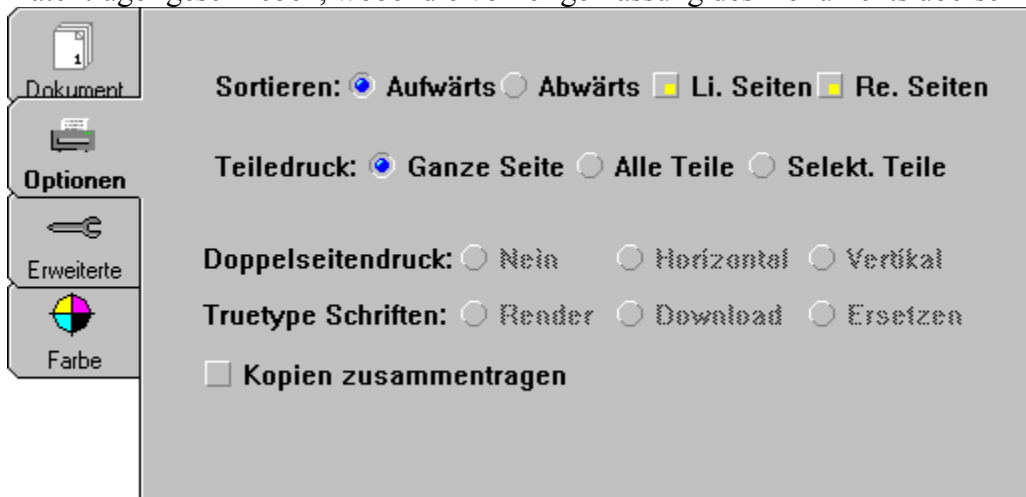 Dokument
Sortieren: Aufwärts Abwärts Li. Seiten Re. Seiten
Optionen
Teiledruck: Ganze Seite Alle Teile Selekt. Teile
Erweiterte
Doppelseitendruck: Nein Horizontal Vertikal
Truetype Schriften: Render Download Ersetzen
Farbe
Kopien zusammentragen
1